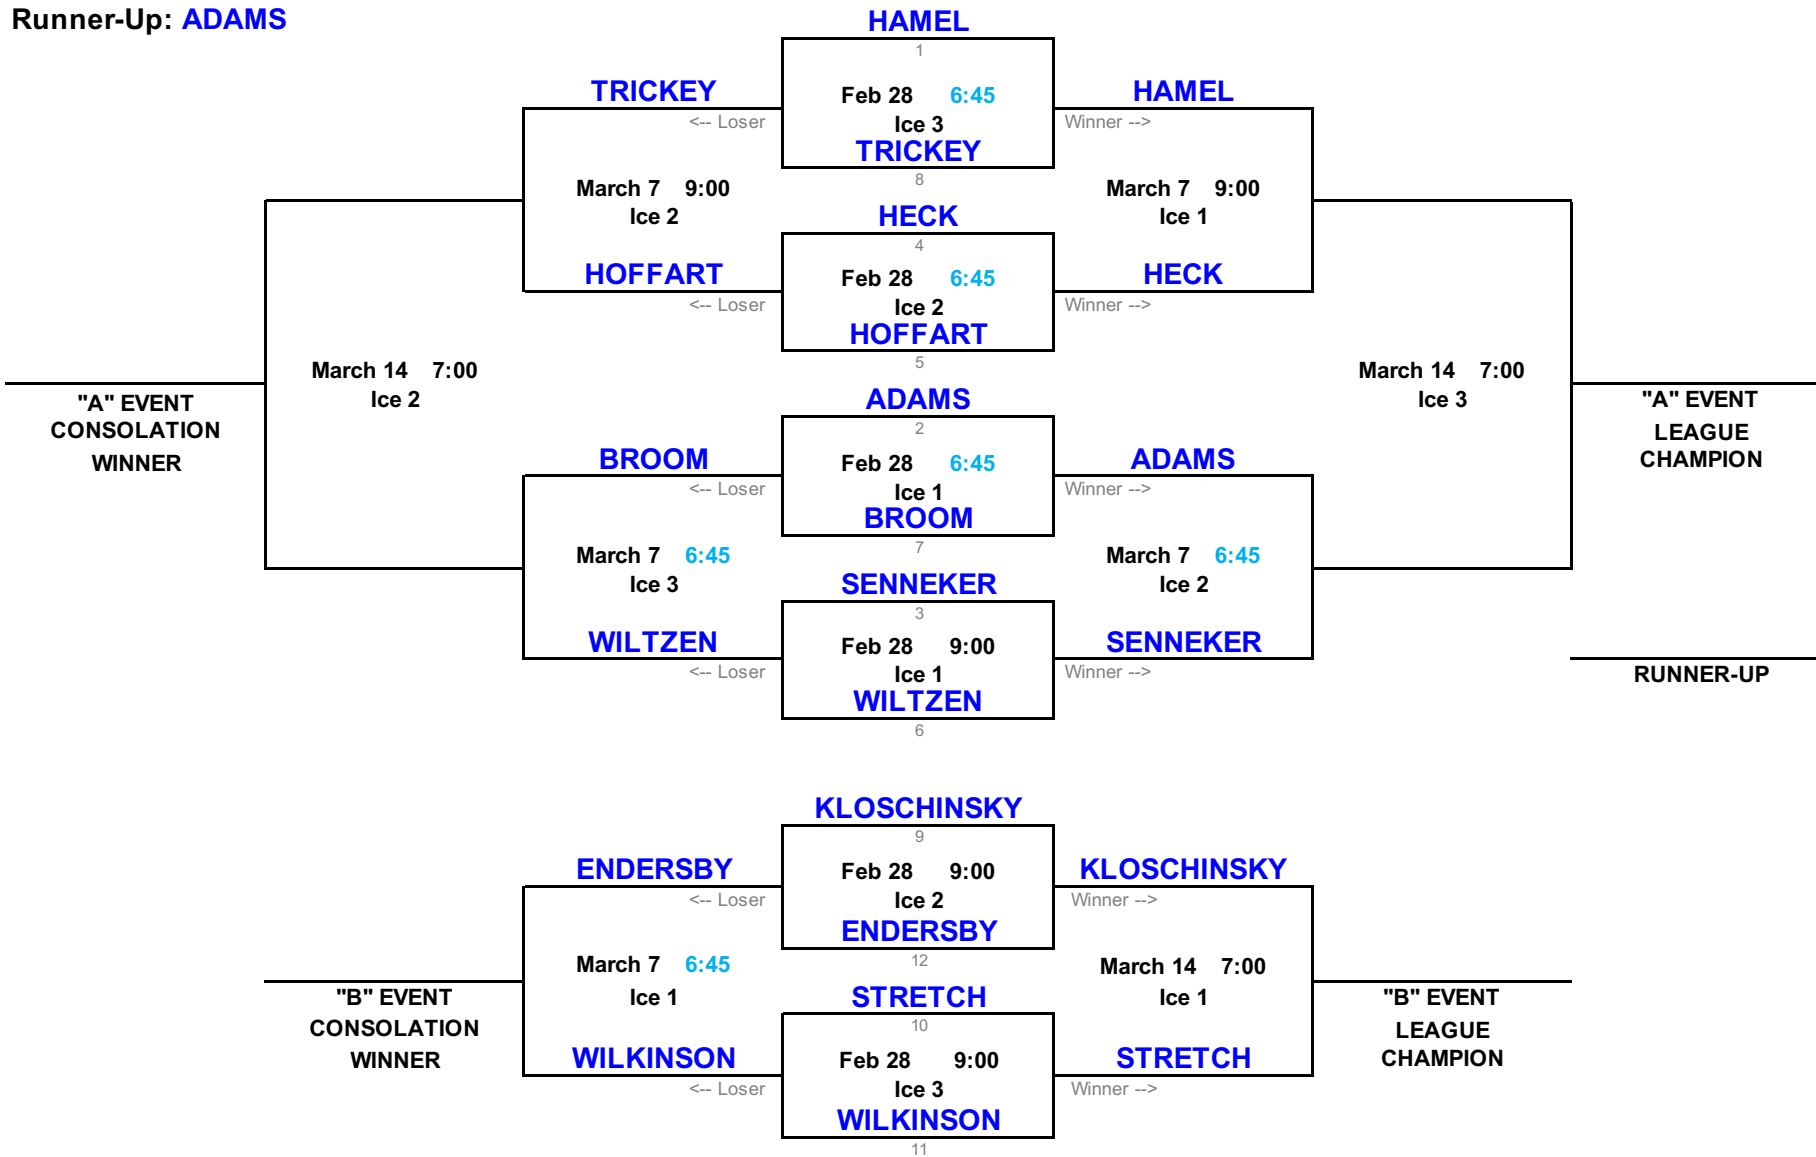 Runner-Up: ADAMS
HAMEL
1
TRICKEY
Feb 28 6:45
HAMEL
<-- Loser
Ice 3
Winner -->
TRICKEY
8
March 7 9:00
Ice 2
March 7 9:00
Ice 1
HECK
4
HOFFART
Feb 28 6:45
HECK
<-- Loser
Ice 2
Winner -->
HOFFART
5
March 14 7:00
Ice 2
March 14 7:00
Ice 3
"A" EVENT
CONSOLATION
WINNER
"A" EVENT
LEAGUE
CHAMPION
ADAMS
2
BROOM
Feb 28 6:45
ADAMS
<-- Loser
Ice 1
Winner -->
BROOM
7
March 7 6:45
Ice 3
March 7 6:45
Ice 2
SENNEKER
3
WILTZEN
Feb 28 9:00
SENNEKER
<-- Loser
Ice 1
Winner -->
RUNNER-UP
WILTZEN
6
KLOSCHINSKY
9
ENDERSBY
Feb 28 9:00
KLOSCHINSKY
<-- Loser
Ice 2
Winner -->
ENDERSBY
12
March 7 6:45
Ice 1
March 14 7:00
Ice 1
"B" EVENT
CONSOLATION
WINNER
"B" EVENT
LEAGUE
CHAMPION
STRETCH
10
WILKINSON
Feb 28 9:00
STRETCH
<-- Loser
Ice 3
Winner -->
WILKINSON
11